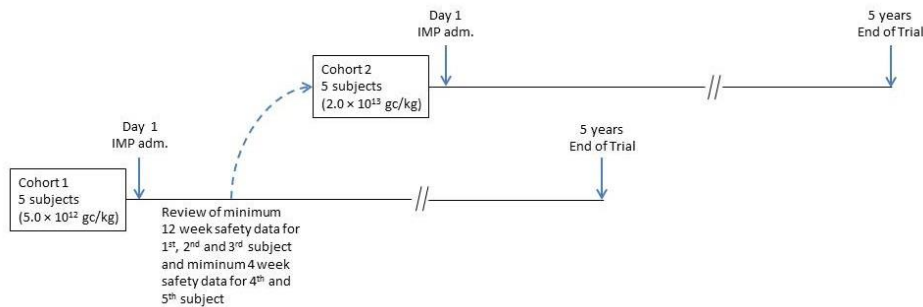 Day 1
IMP adm.
5 years
End of Trial
Cohort 2
5 subjects
(2.0 × 10¹³ gc/kg)
Day 1
IMP adm.
5 years
End of Trial
Cohort 1
5 subjects
(5.0 × 10¹² gc/kg)
Review of minimum
12 week safety data for
1ˢᵗ, 2ⁿᵈ and 3ʳᵈ subject
and miminum 4 week
safety data for 4ᵗʰ and
5ᵗʰ subject